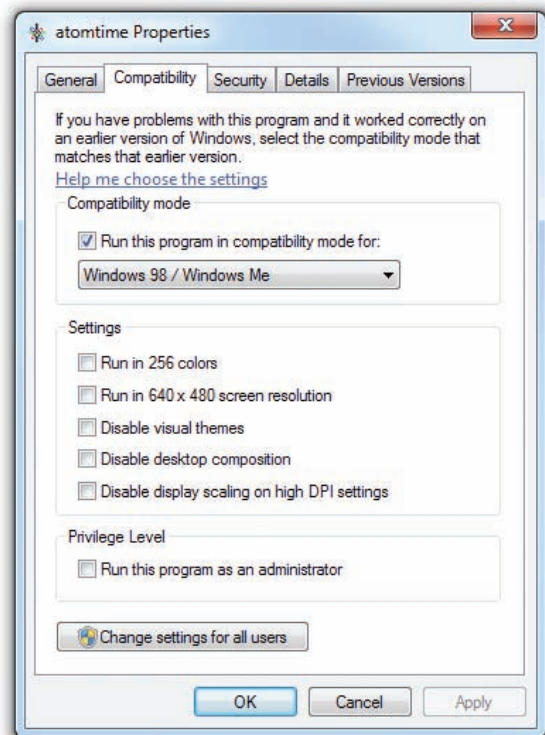 atomtime Properties
General Compatibility Security Details Previous Versions
If you have problems with this program and it worked correctly on
an earlier version of Windows, select the compatibility mode that
matches that earlier version.
Help me choose the settings
Compatibility mode
Run this program in compatibility mode for:
Windows 98 / Windows Me
Settings
Run in 256 colors
Run in 640 x 480 screen resolution
Disable visual themes
Disable desktop composition
Disable display scaling on high DPI settings
Privilege Level
Run this program as an administrator
Change settings for all users
OK Cancel Apply